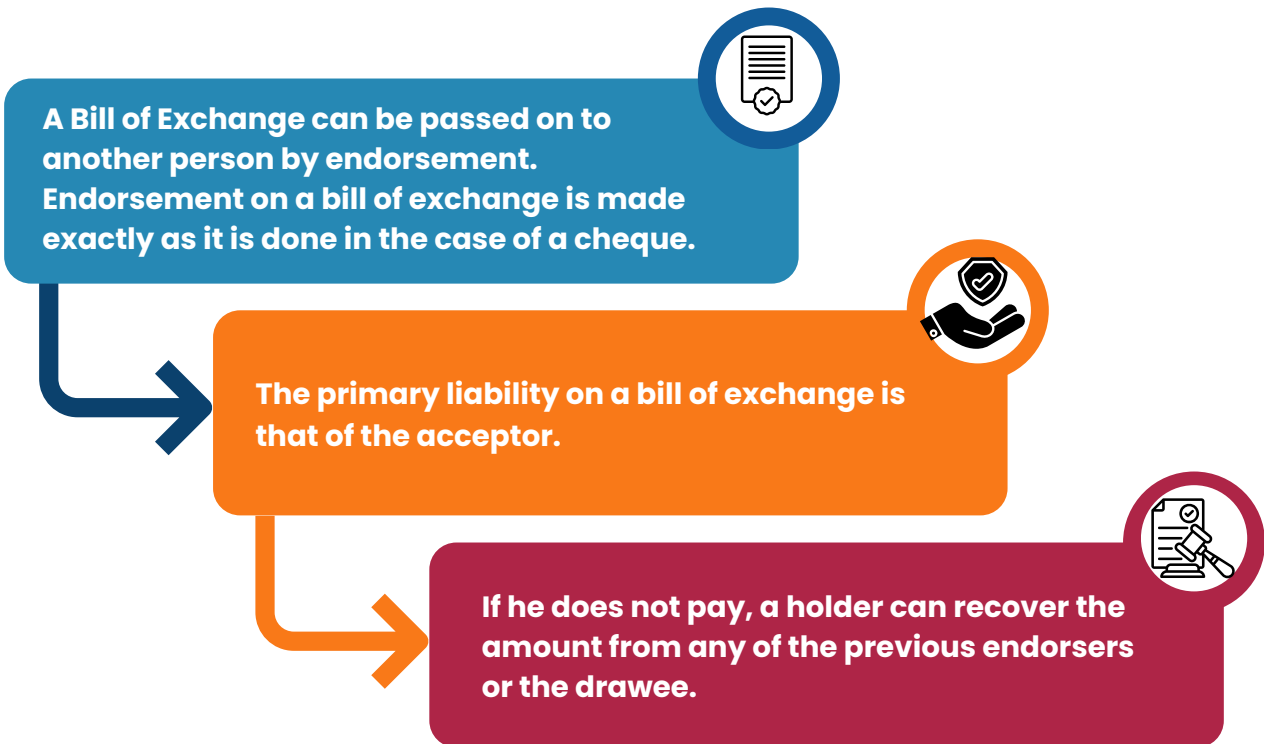 A Bill of Exchange can be passed on to
another person by endorsement.
Endorsement on a bill of exchange is made
exactly as it is done in the case of a cheque.
The primary liability on a bill of exchange is
that of the acceptor.
If he does not pay, a holder can recover the
amount from any of the previous endorsers
or the drawee.